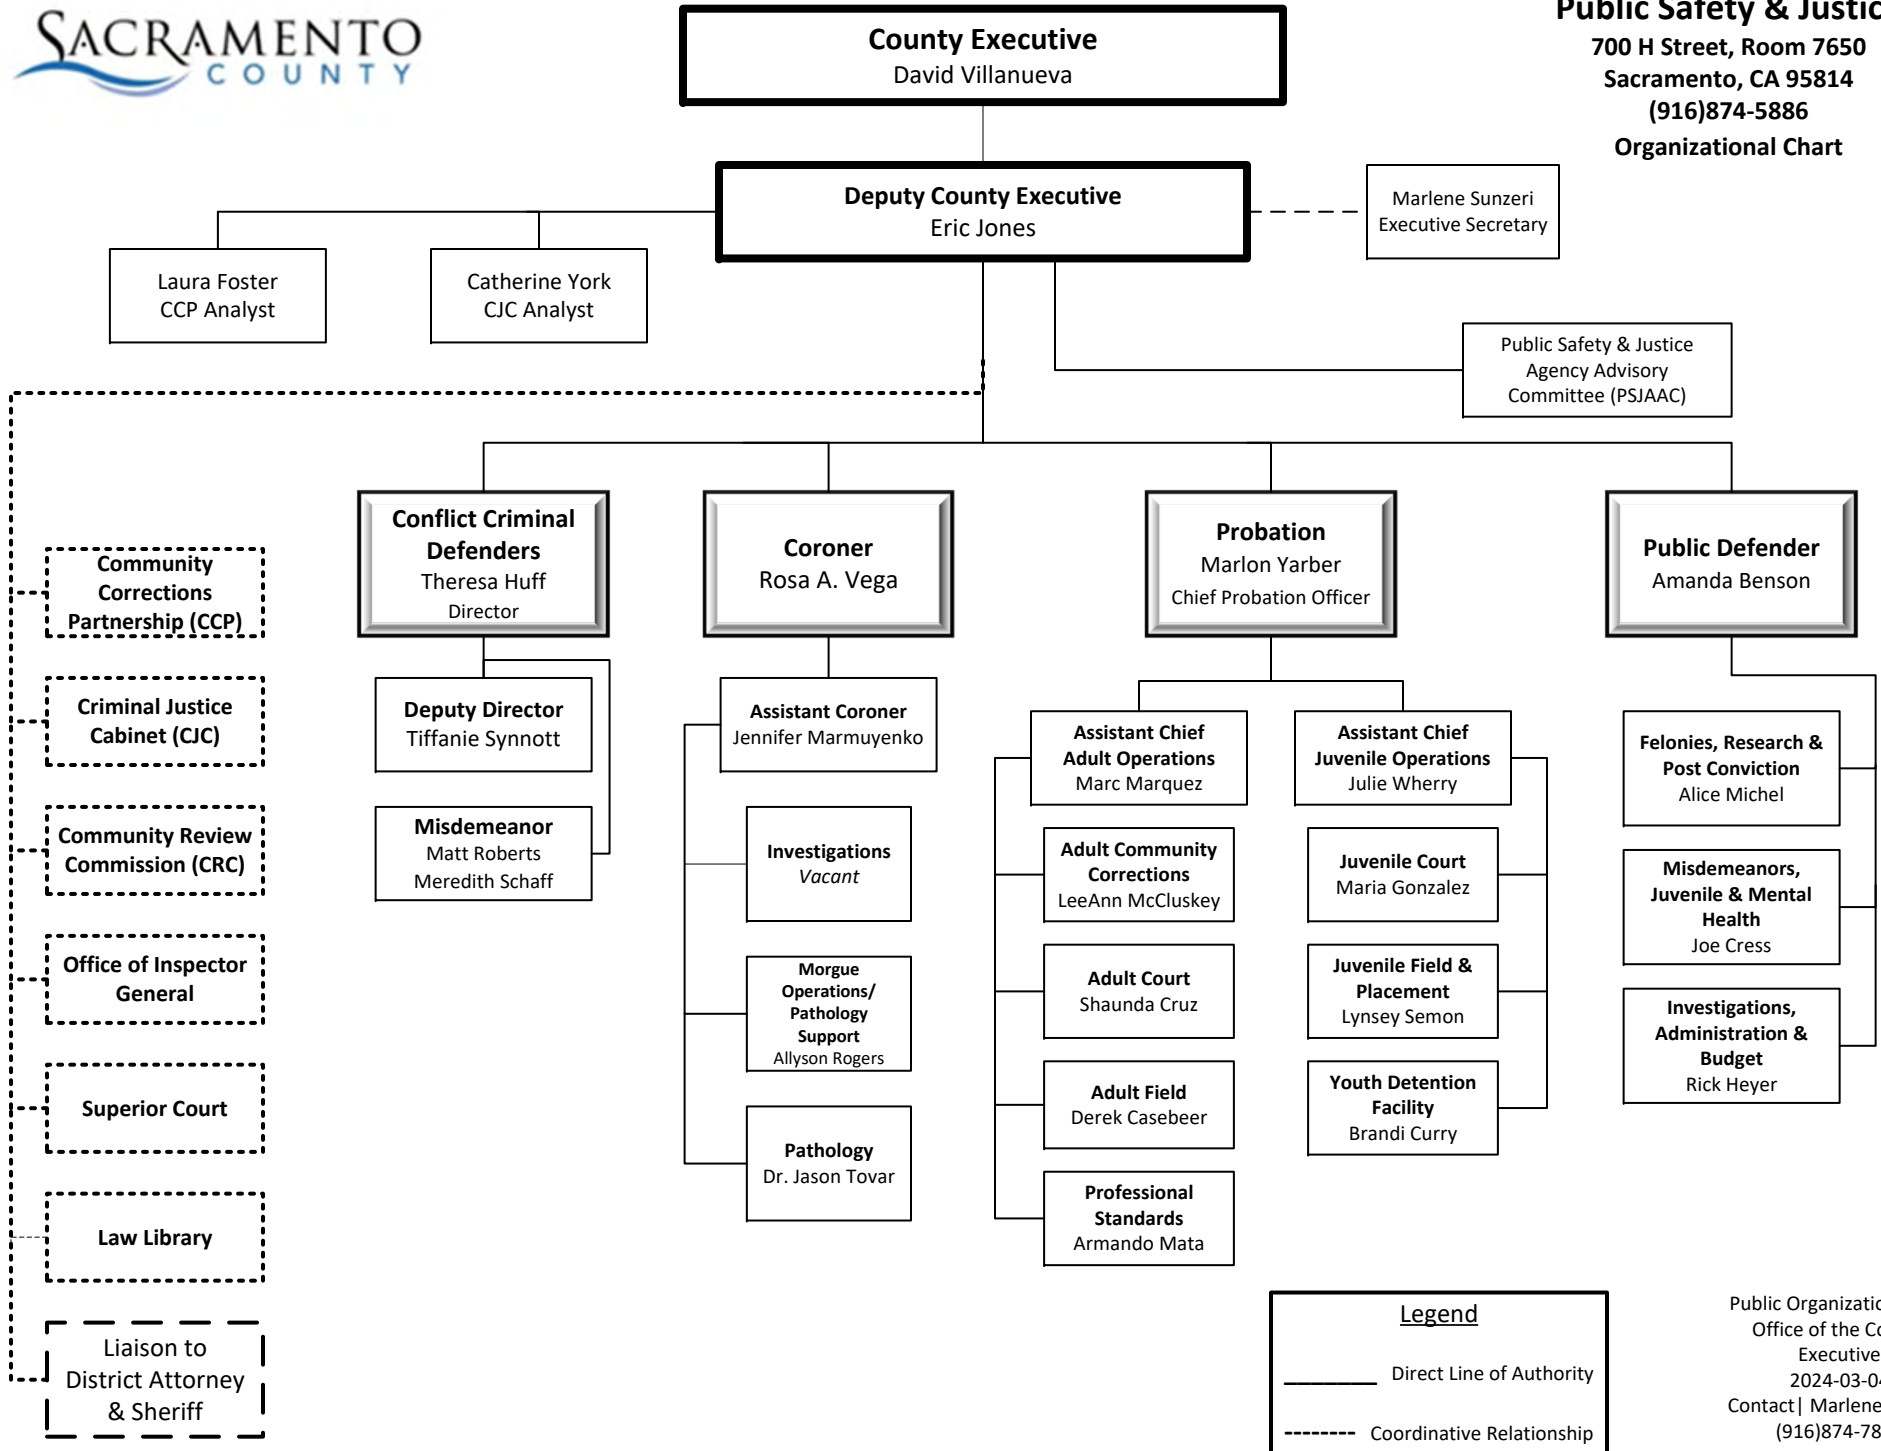 SACRAMENTO
COUNTY
County Executive
David Villanueva
Public Safety &
700 H Street, Room 7650
Sacramento, CA 95814
(916)874-5886
Organizational Chart
Deputy County Executive
Eric Jones
Marlene Sunzeri
Executive Secretary
Laura Foster
CCP Analyst
Catherine York
CJC Analyst
Public Safety & Justice
Agency Advisory
Committee (PSJAAC)
Community
Corrections
Partnership (CCP)
Criminal Justice
Cabinet (CJC)
Community Review
Commission (CRC)
Office of Inspector
General
Superior Court
Law Library
Liaison to
District Attorney
& Sheriff
Conflict Criminal
Defenders
Theresa Huff
Director
Deputy Director
Tiffanie Synnott
Misdemeanor
Matt Roberts
Meredith Schaff
Coroner
Rosa A. Vega
Assistant Coroner
Jennifer Marmuyenko
Investigations
Vacant
Morgue
Operations/
Pathology
Support
Allyson Rogers
Pathology
Dr. Jason Tovar
Probation
Marlon Yarber
Chief Probation Officer
Assistant Chief
Adult Operations
Marc Marquez
Adult Community
Corrections
LeeAnn McCluskey
Adult Court
Shaunda Cruz
Adult Field
Derek Casebeer
Professional
Standards
Armando Mata
Assistant Chief
Juvenile Operations
Julie Wherry
Juvenile Court
Maria Gonzalez
Juvenile Field &
Placement
Lynsey Semon
Youth Detention
Facility
Brandi Curry
Public Defender
Amanda Benson
Felonies, Research &
Post Conviction
Alice Michel
Misdemeanors,
Juvenile & Mental
Health
Joe Cress
Investigations,
Administration &
Budget
Rick Heyer
Legend
Direct Line of Authority
Coordinative Relationship
Public
Office of the
Executive
2024-03-04
Contact| Marlene
(916)874-78